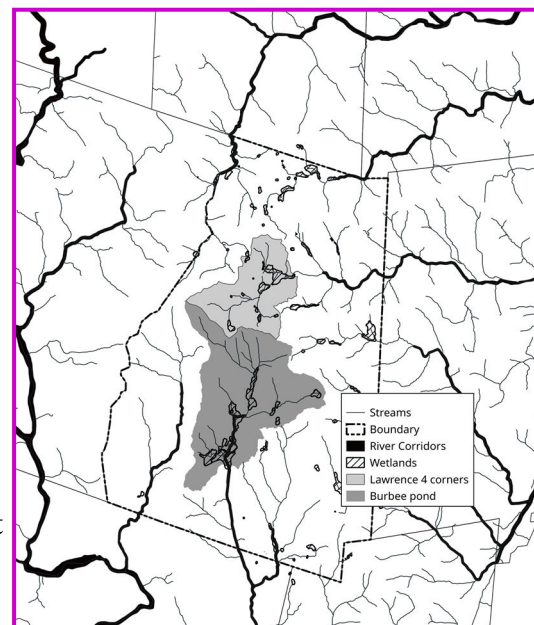 Streams
Boundary
River Corridors
Wetlands
Lawrence 4 corners
Burbee pond